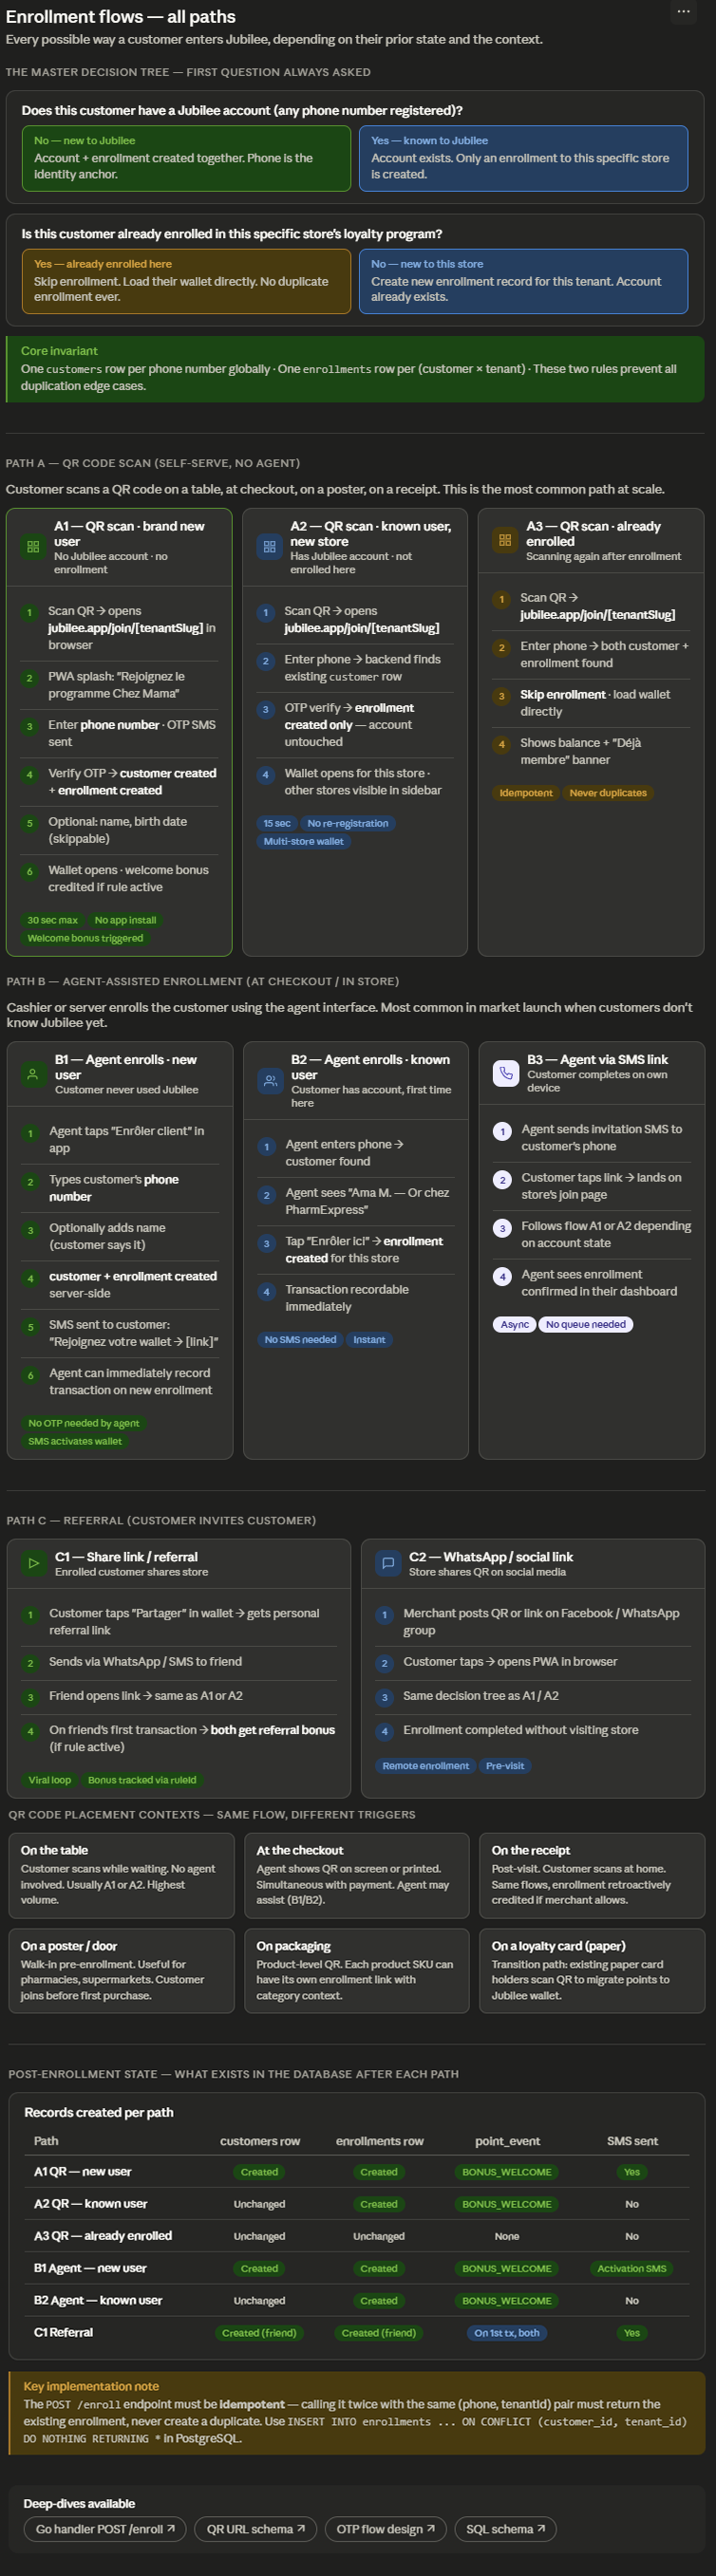 Enrollment flows — all paths
...
Every possible way a customer enters Jubilee, depending on their prior state and the context.
THE MASTER DECISION TREE — FIRST QUESTION ALWAYS ASKED
Does this customer have a Jubilee account (any phone number registered)?
No — new to Jubilee
Account + enrollment created together. Phone is the
identity anchor.
Yes — known to Jubilee
Account exists. Only an enrollment to this specific store
is created.
Is this customer already enrolled in this specific store's loyalty program?
Yes — already enrolled here
Skip enrollment. Load their wallet directly. No duplicate
enrollment ever.
No — new to this store
Create new enrollment record for this tenant. Account
already exists.
Core invariant
One customers row per phone number globally · One enrollments row per (customer × tenant) · These two rules prevent all
duplication edge cases.
PATH A — QR CODE SCAN (SELF-SERVE, NO AGENT)
Customer scans a QR code on a table, at checkout, on a poster, on a receipt. This is the most common path at scale.
A1 — QR scan · brand new
user
No Jubilee account · no
enrollment
1 Scan QR → opens
jubilee.app/join/[tenantSlug] in
browser
2 PWA splash: "Rejoignez le
programme Chez Mama"
3 Enter phone number · OTP SMS
sent
4 Verify OTP → customer created
+ enrollment created
5 Optional: name, birth date
(skippable)
6 Wallet opens · welcome bonus
credited if rule active
30 sec max No app install
Welcome bonus triggered
A2 — QR scan · known user,
new store
Has Jubilee account · not
enrolled here
1 Scan QR → opens
jubilee.app/join/[tenantSlug]
2 Enter phone → backend finds
existing customer row
3 OTP verify → enrollment
created only — account
untouched
4 Wallet opens for this store ·
other stores visible in sidebar
15 sec No re-registration
Multi-store wallet
A3 — QR scan · already
enrolled
Scanning again after enrollment
1 Scan QR →
jubilee.app/join/[tenantSlug]
2 Enter phone → both customer +
enrollment found
3 Skip enrollment · load wallet
directly
4 Shows balance + "Déjà
membre" banner
Idempotent Never duplicates
PATH B — AGENT-ASSISTED ENROLLMENT (AT CHECKOUT / IN STORE)
Cashier or server enrolls the customer using the agent interface. Most common in market launch when customers don't
know Jubilee yet.
B1 — Agent enrolls · new
user
Customer never used Jubilee
1 Agent taps "Enrôler client" in
app
2 Types customer's phone
number
3 Optionally adds name
(customer says it)
4 customer + enrollment created
server-side
5 SMS sent to customer:
"Rejoignez votre wallet → [link]"
6 Agent can immediately record
transaction on new enrollment
No OTP needed by agent
SMS activates wallet
B2 — Agent enrolls · known
user
Customer has account, first time
here
1 Agent enters phone →
customer found
2 Agent sees "Ama M. — Or chez
PharmExpress"
3 Tap "Enrôler ici" → enrollment
created for this store
4 Transaction recordable
immediately
No SMS needed Instant
B3 — Agent via SMS link
Customer completes on own
device
1 Agent sends invitation SMS to
customer's phone
2 Customer taps link → lands on
store's join page
3 Follows flow A1 or A2 depending
on account state
4 Agent sees enrollment
confirmed in their dashboard
Async No queue needed
PATH C — REFERRAL (CUSTOMER INVITES CUSTOMER)
C1 — Share link / referral
Enrolled customer shares store
1 Customer taps "Partager" in wallet → gets personal
referral link
2 Sends via WhatsApp / SMS to friend
3 Friend opens link → same as A1 or A2
4 On friend's first transaction → both get referral bonus
(if rule active)
Viral loop Bonus tracked via ruleId
C2 — WhatsApp / social link
Store shares QR on social media
1 Merchant posts QR or link on Facebook / WhatsApp
group
2 Customer taps → opens PWA in browser
3 Same decision tree as A1 / A2
4 Enrollment completed without visiting store
Remote enrollment Pre-visit
QR CODE PLACEMENT CONTEXTS — SAME FLOW, DIFFERENT TRIGGERS
On the table
Customer scans while waiting. No agent
involved. Usually A1 or A2. Highest
volume.
At the checkout
Agent shows QR on screen or printed.
Simultaneous with payment. Agent may
assist (B1/B2).
On the receipt
Post-visit. Customer scans at home.
Same flows, enrollment retroactively
credited if merchant allows.
On a poster / door
Walk-in pre-enrollment. Useful for
pharmacies, supermarkets. Customer
joins before first purchase.
On packaging
Product-level QR. Each product SKU can
have its own enrollment link with
category context.
On a loyalty card (paper)
Transition path: existing paper card
holders scan QR to migrate points to
Jubilee wallet.
POST-ENROLLMENT STATE — WHAT EXISTS IN THE DATABASE AFTER EACH PATH
Records created per path
Path customers row enrollments row point_event SMS sent
A1 QR — new user Created Created BONUS_WELCOME Yes
A2 QR — known user Unchanged Created BONUS_WELCOME No
A3 QR — already enrolled Unchanged Unchanged None No
B1 Agent — new user Created Created BONUS_WELCOME Activation SMS
B2 Agent — known user Unchanged Created BONUS_WELCOME No
C1 Referral Created (friend) Created (friend) On 1st tx, both Yes
Key implementation note
The POST /enroll endpoint must be idempotent — calling it twice with the same (phone, tenantId) pair must return the
existing enrollment, never create a duplicate. Use INSERT INTO enrollments ... ON CONFLICT (customer_id, tenant_id)
DO NOTHING RETURNING * in PostgreSQL.
Deep-dives available
Go handler POST /enroll ↗ QR URL schema ↗ OTP flow design ↗ SQL schema ↗